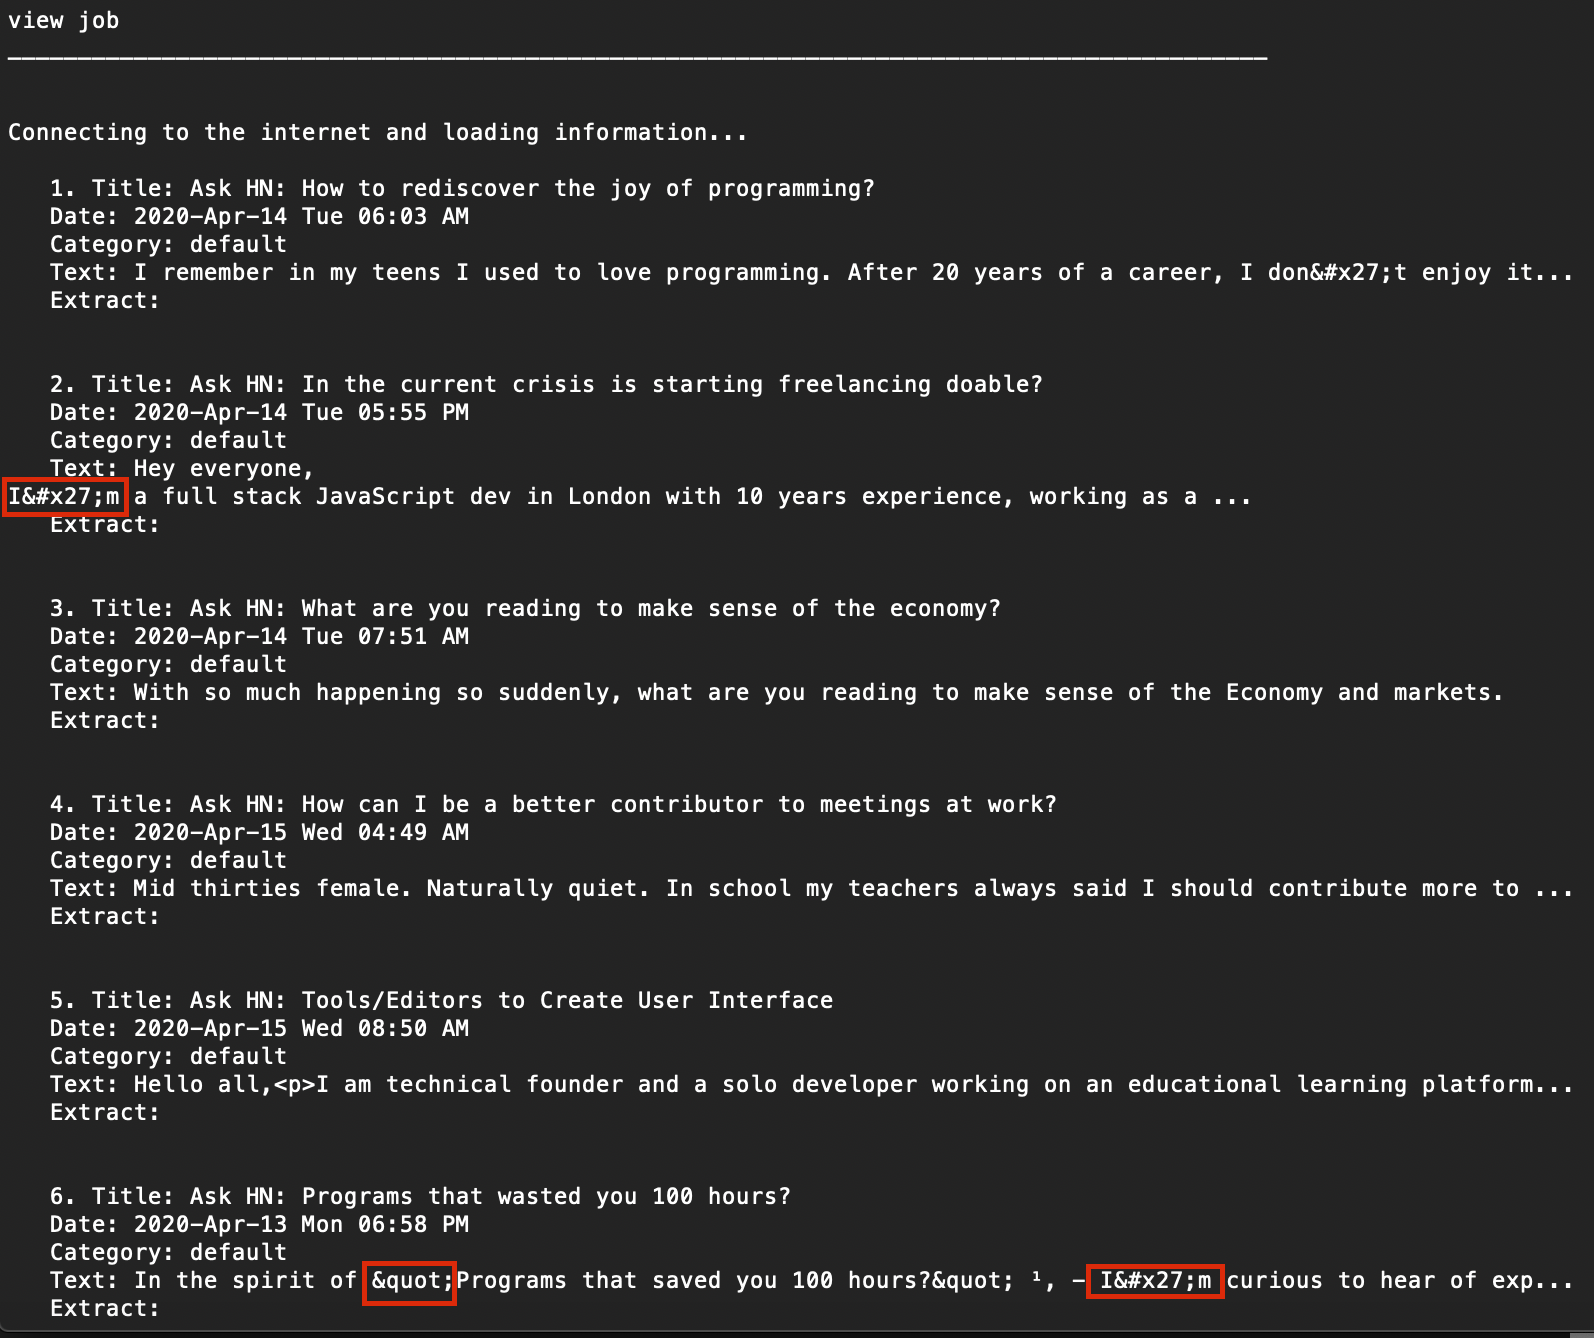 view job
__________________________________________________________________________________________
Connecting to the internet and loading information...
1. Title: Ask HN: How to rediscover the joy of programming?
Date: 2020-Apr-14 Tue 06:03 AM
Category: default
Text: I remember in my teens I used to love programming. After 20 years of a career, I don&#x27;t enjoy it...
Extract:
2. Title: Ask HN: In the current crisis is starting freelancing doable?
Date: 2020-Apr-14 Tue 05:55 PM
Category: default
Text: Hey everyone,
I&#x27;m a full stack JavaScript dev in London with 10 years experience, working as a ...
Extract:
3. Title: Ask HN: What are you reading to make sense of the economy?
Date: 2020-Apr-14 Tue 07:51 AM
Category: default
Text: With so much happening so suddenly, what are you reading to make sense of the Economy and markets.
Extract:
4. Title: Ask HN: How can I be a better contributor to meetings at work?
Date: 2020-Apr-15 Wed 04:49 AM
Category: default
Text: Mid thirties female. Naturally quiet. In school my teachers always said I should contribute more to ...
Extract:
5. Title: Ask HN: Tools/Editors to Create User Interface
Date: 2020-Apr-15 Wed 08:50 AM
Category: default
Text: Hello all,<p>I am technical founder and a solo developer working on an educational learning platform...
Extract:
6. Title: Ask HN: Programs that wasted you 100 hours?
Date: 2020-Apr-13 Mon 06:58 PM
Category: default
Text: In the spirit of &quot;Programs that saved you 100 hours?&quot; ¹, – I&#x27;m curious to hear of exp...
Extract: